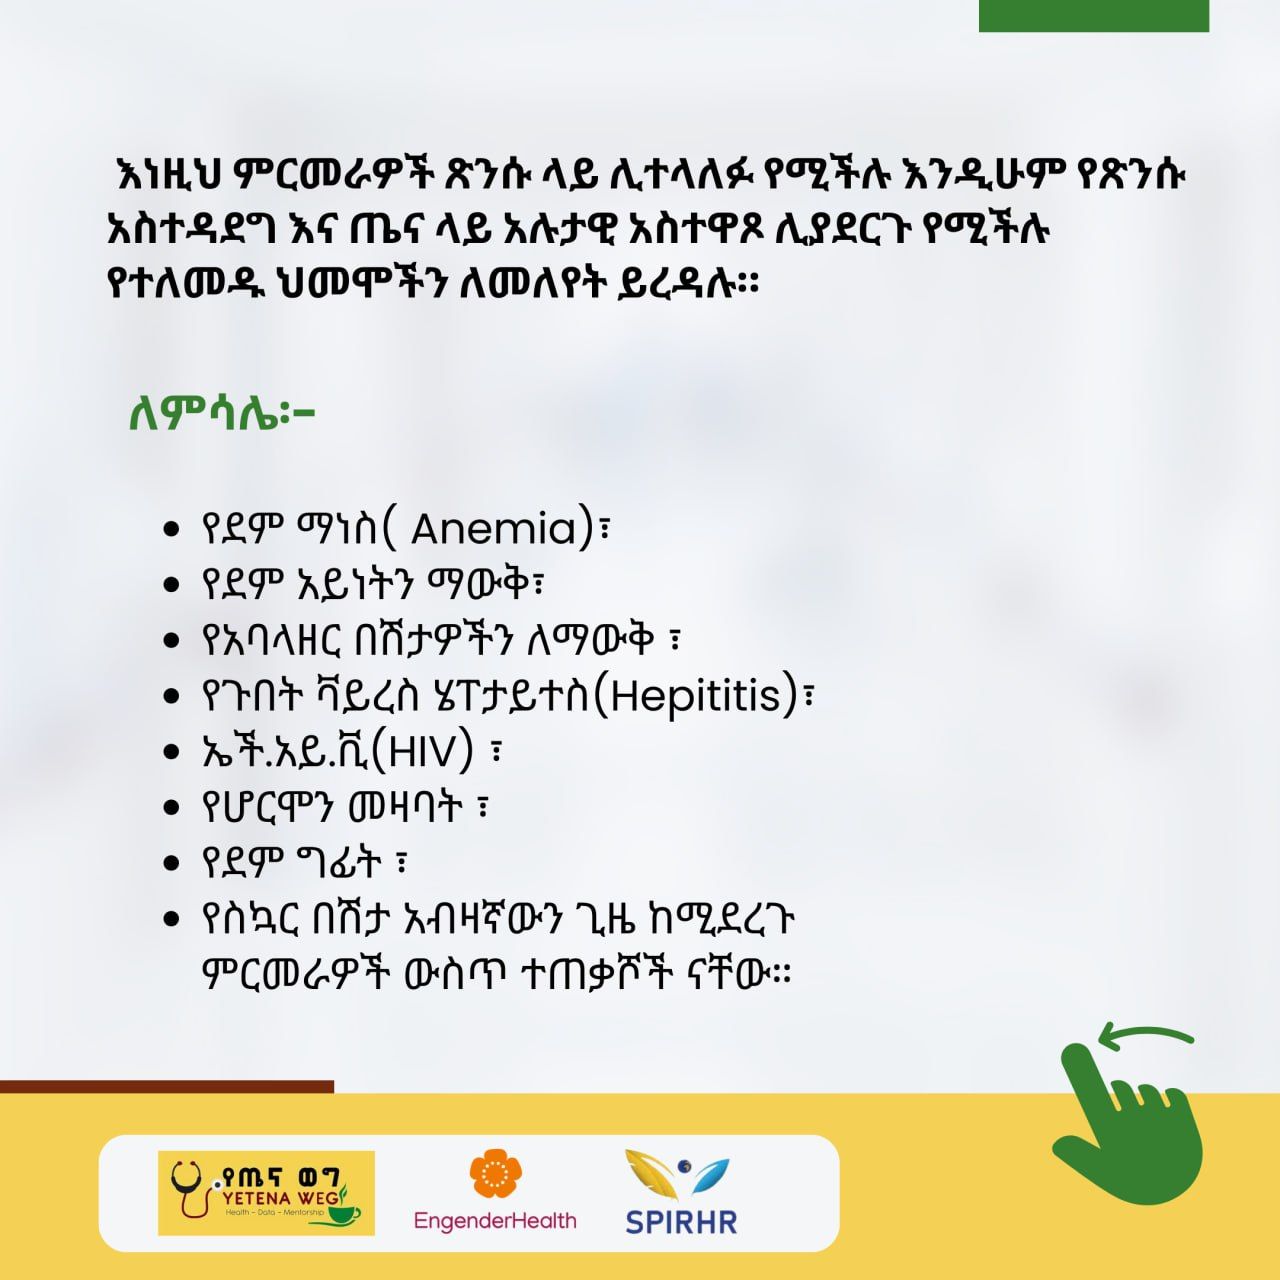 እነዚህ ምርመራዎች ጽንሱ ላይ ሊተላለፉ የሚችሉ እንዲሁም የጽንሱ
አስተዳደግ እና ጤና ላይ አሉታዊ አስተዋጾ ሊያደርጉ የሚችሉ
የተለመዱ ህመሞችን ለመለየት ይረዳሉ።
ለምሳሌ፡-
• የደም ማነስ( Anemia)፣
• የደም አይነትን ማውቅ፣
• የአባላዘር በሽታዎችን ለማውቅ ፣
• የጉበት ቫይረስ ሄፐታይተስ(Hepititis)፣
• ኤች.አይ.ቪ(HIV) ፣
• የሆርሞን መዛባት ፣
• የደም ግፊት ፣
• የስኳር በሽታ አብዛኛውን ጊዜ ከሚደረጉ
ምርመራዎች ውስጥ ተጠቃሾች ናቸው።
የጤና ወግ
YETENA WEG
Health - Data - Mentorship
EngenderHealth
SPIRHR